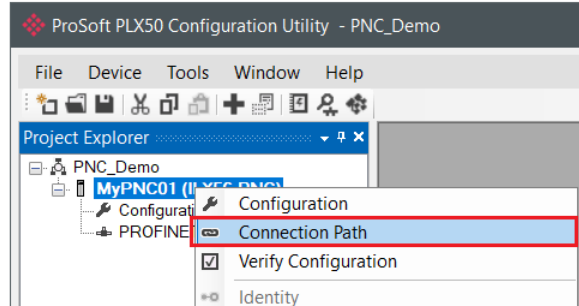 ProSoft PLX50 Configuration Utility - PNC_Demo
File Device Tools Window Help
Project Explorer
PNC_Demo
MyPNC01
Configuration
PROFINE
Connection Path
Verify Configuration
Identity